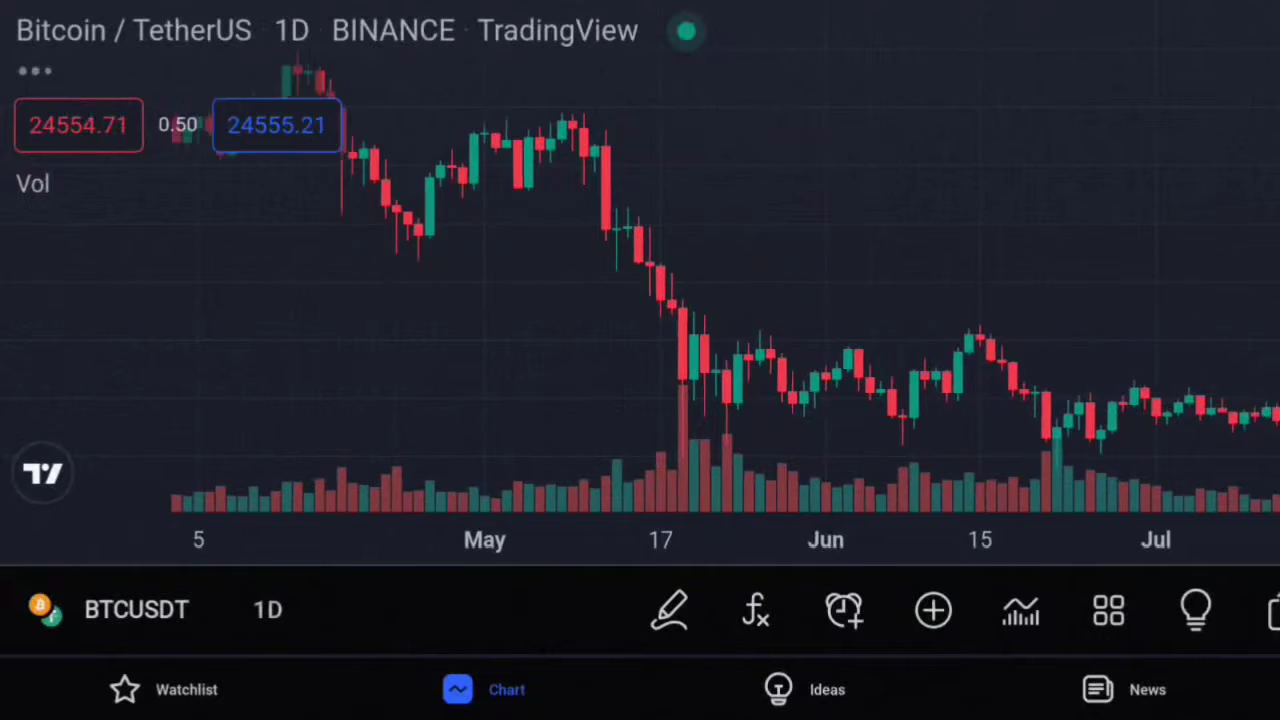 Bitcoin / TetherUS · 1D · BINANCE · TradingView
24554.71 0.50 24555.21
Vol
5 May 17 Jun 15 Jul
BTCUSDT 1D
Watchlist Chart Ideas News